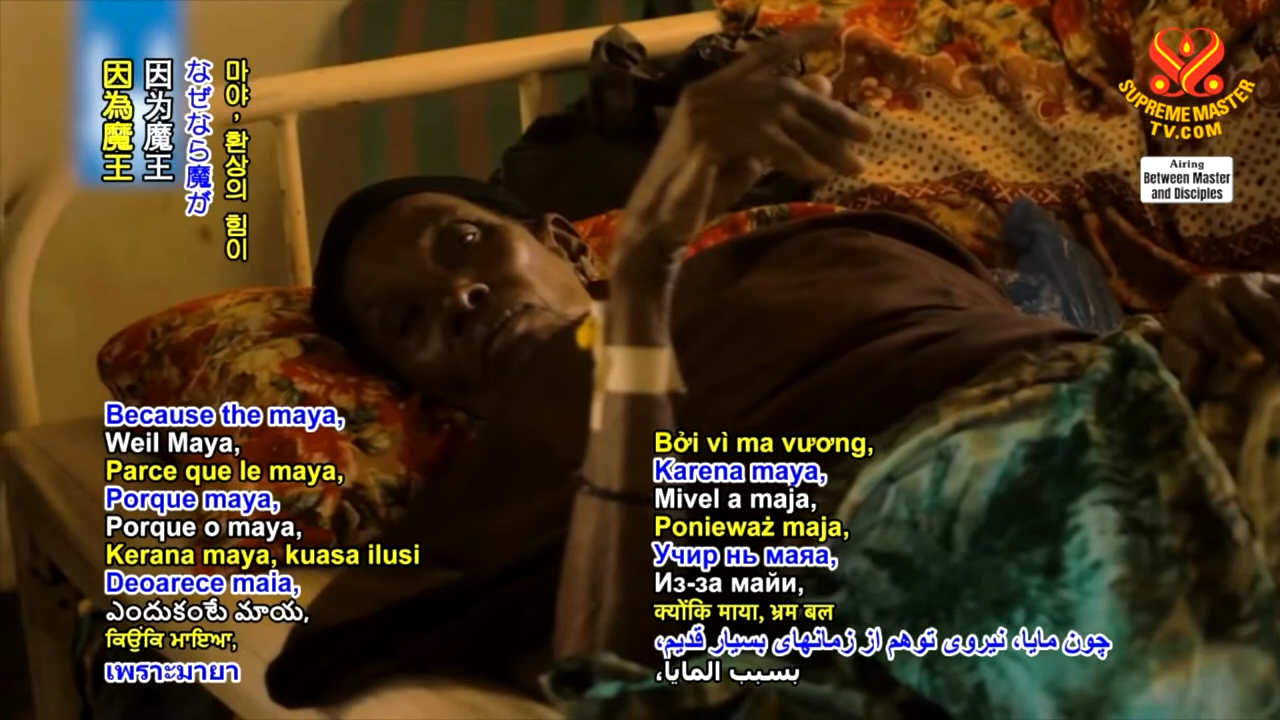 因為魔王
因为魔王
なぜなら魔が
마야, 환상의 힘이
SUPREME MASTER
TV.COM
Airing
Between Master
and Disciples
Because the maya,
Weil Maya,
Parce que le maya,
Porque maya,
Porque o maya,
Kerana maya, kuasa ilusi
Deoarece maia,
ఎందుకంటే మాయ,
ਕਿਉਂਕਿ ਮਾਇਆ,
เพราะมายา
Bởi vì ma vương,
Karena maya,
Mivel a maja,
Ponieważ maja,
Учир нь маяа,
Из-за майи,
क्योंकि माया, भ्रम बल
چون مایا، نیروی توهم از زمانهای بسیار قدیم،
بسبب المايا،